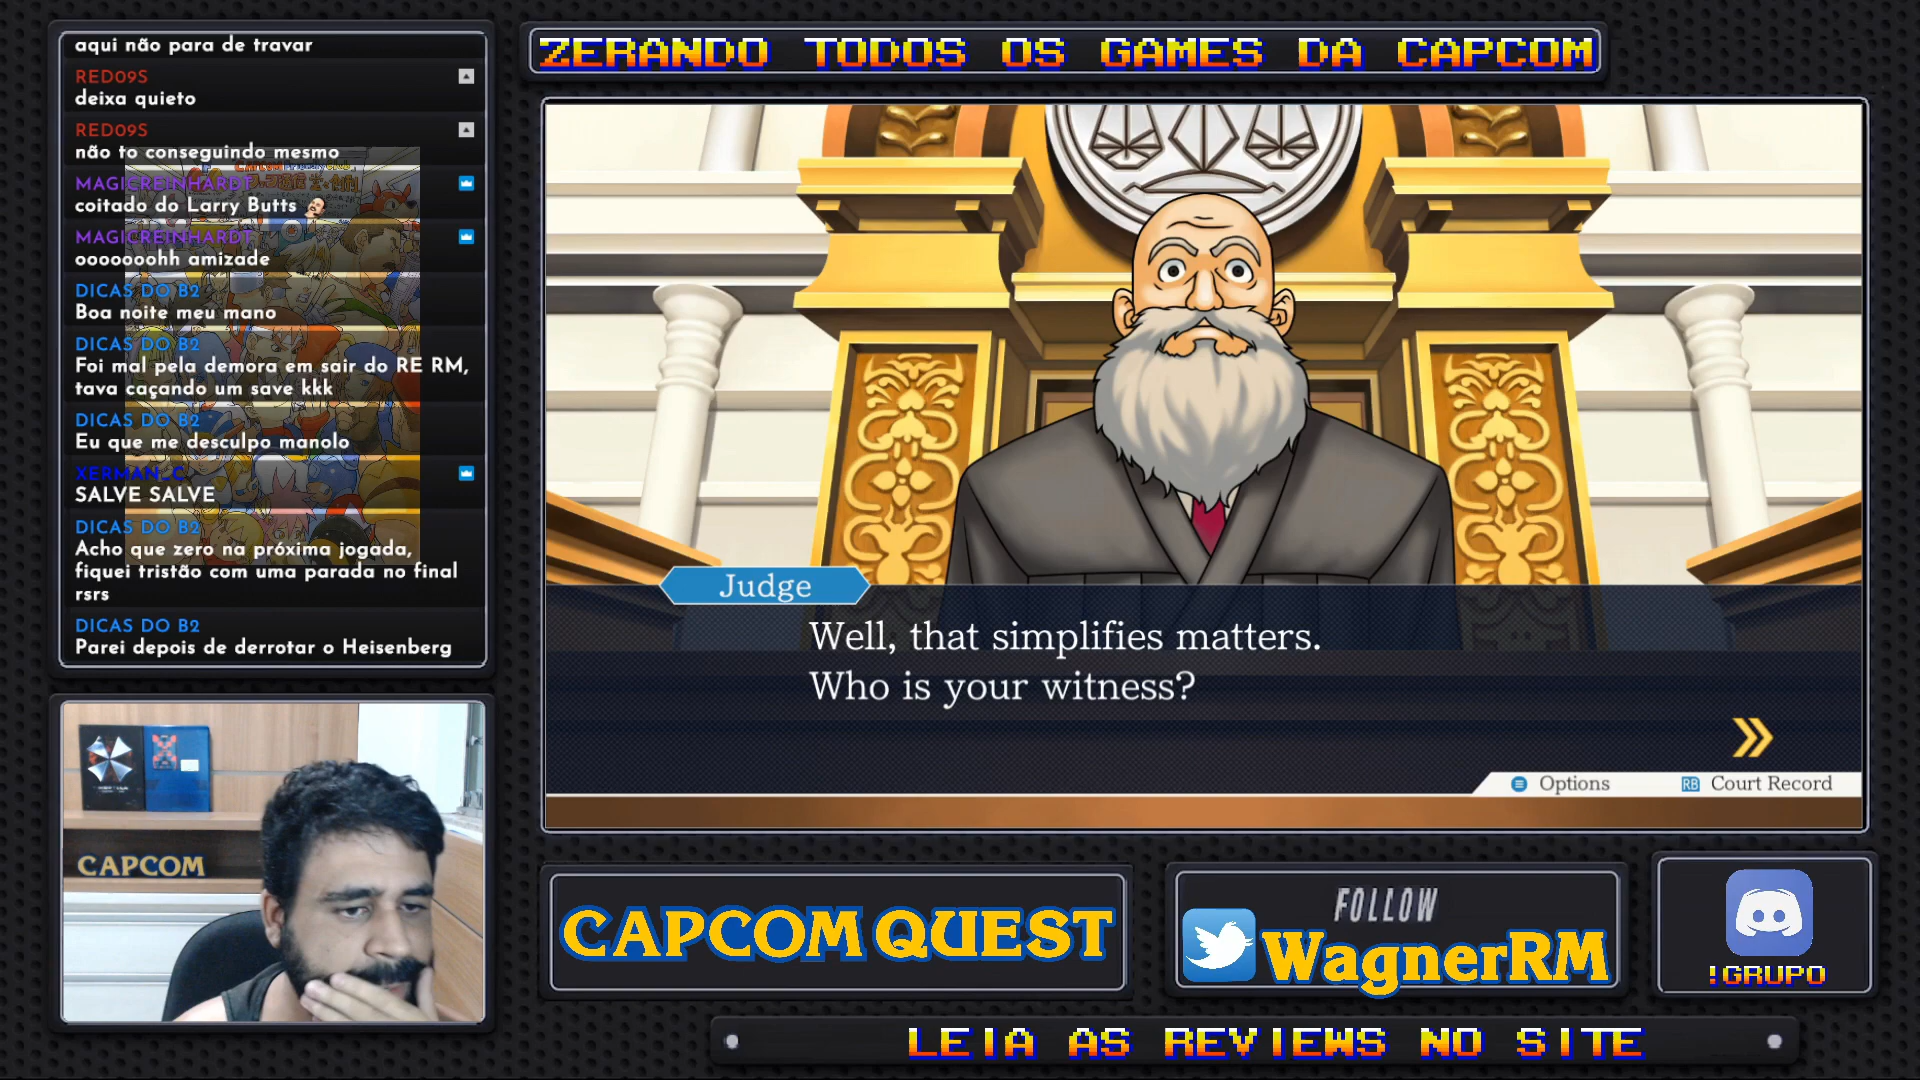 aqui não para de travar
RED09S
deixa quieto
RED09S
não to conseguindo mesmo
MAGICREINHARDT
coitado do Larry Butts
MAGICREINHARDT
ooooooohh amizade
DICAS DO B2
Boa noite meu mano
DICAS DO B2
Foi mal pela demora em sair do RE RM,
tava caçando um save kkk
DICAS DO B2
Eu que me desculpo manolo
XERMAN_C
SALVE SALVE
DICAS DO B2
Acho que zero na próxima jogada,
fiquei tristão com uma parada no final
rsrs
DICAS DO B2
Parei depois de derrotar o Heisenberg
CAPCOM
ZERANDO TODOS OS GAMES DA CAPCOM
Judge
Well, that simplifies matters.
Who is your witness?
Options
RB Court Record
CAPCOM QUEST
FOLLOW
WagnerRM
!GRUPO
LEIA AS REVIEWS NO SITE